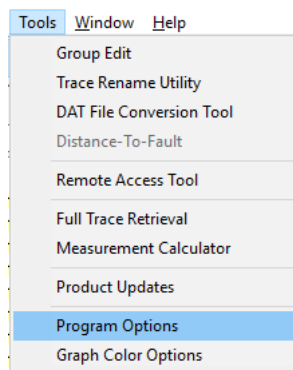 Tools Window Help
Group Edit
Trace Rename Utility
DAT File Conversion Tool
Distance-To-Fault
Remote Access Tool
Full Trace Retrieval
Measurement Calculator
Product Updates
Program Options
Graph Color Options